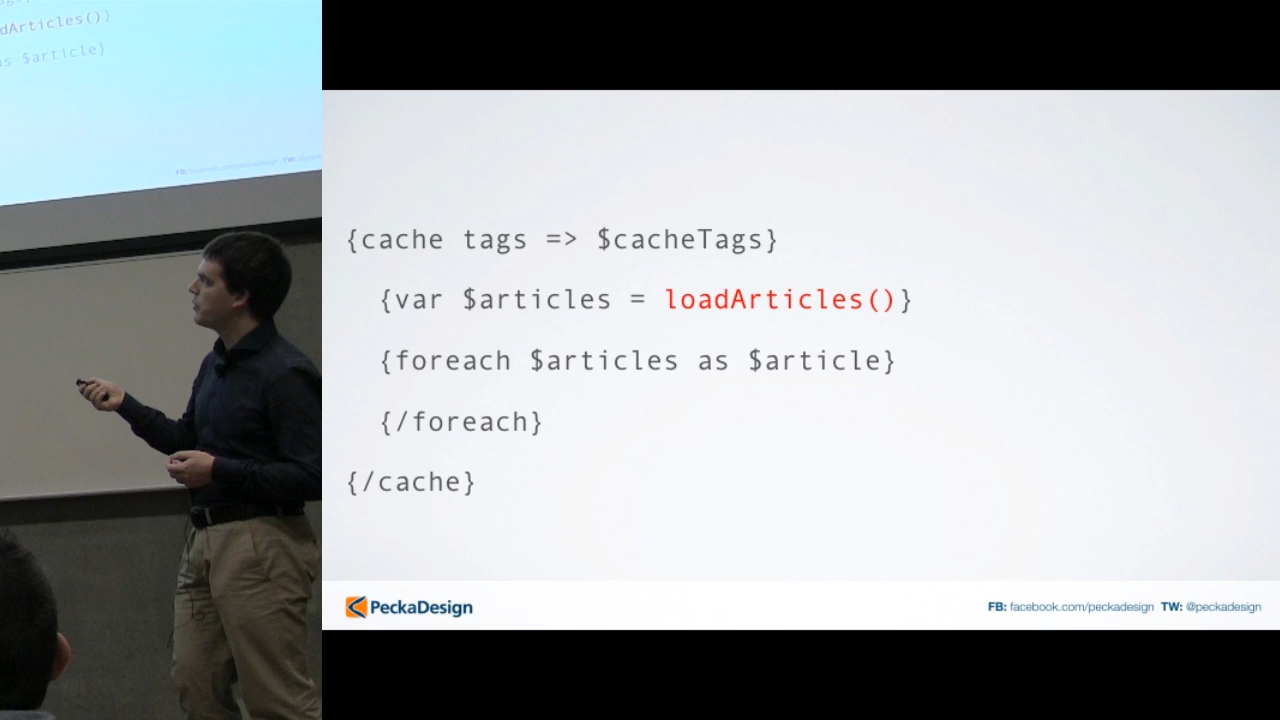 dArticles()}
as $article}
{cache tags => $cacheTags}
{var $articles = loadArticles()}
{foreach $articles as $article}
{/foreach}
{/cache}
PeckaDesign
FB: facebook.com/peckadesign TW: @peckadesign